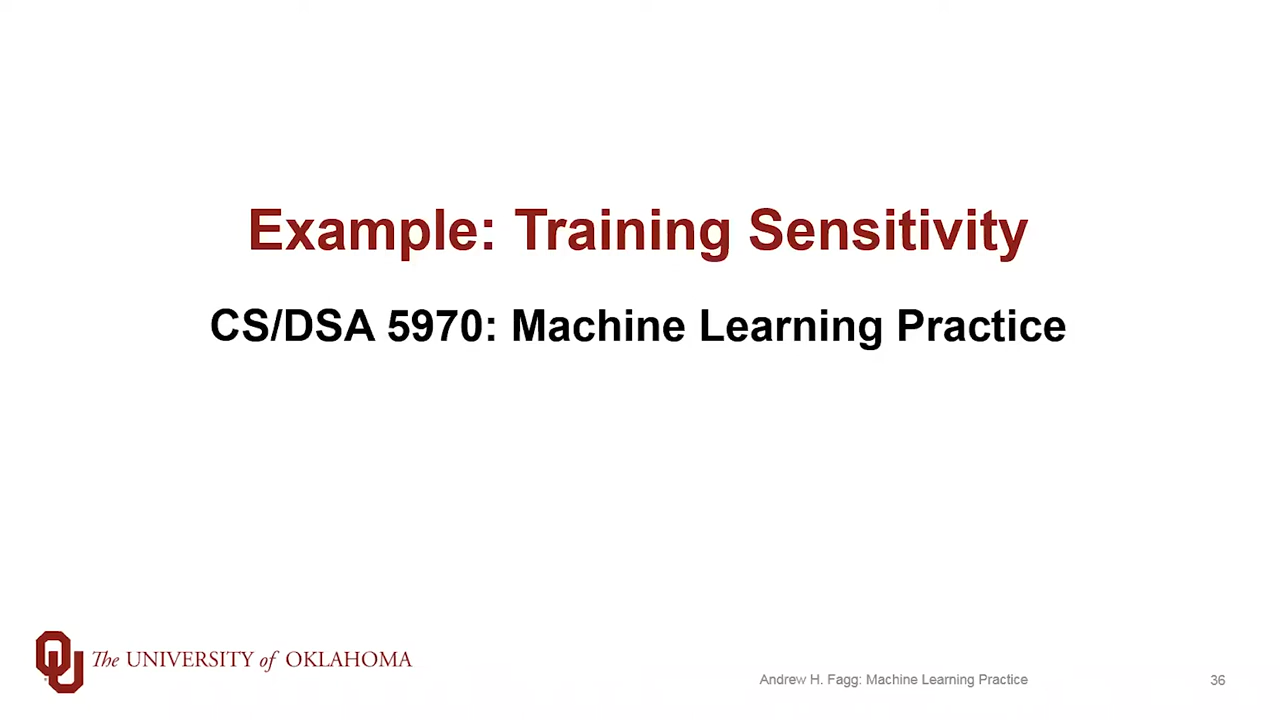 Example: Training Sensitivity
CS/DSA 5970: Machine Learning Practice
The UNIVERSITY of OKLAHOMA
Andrew H. Fagg: Machine Learning Practice
36